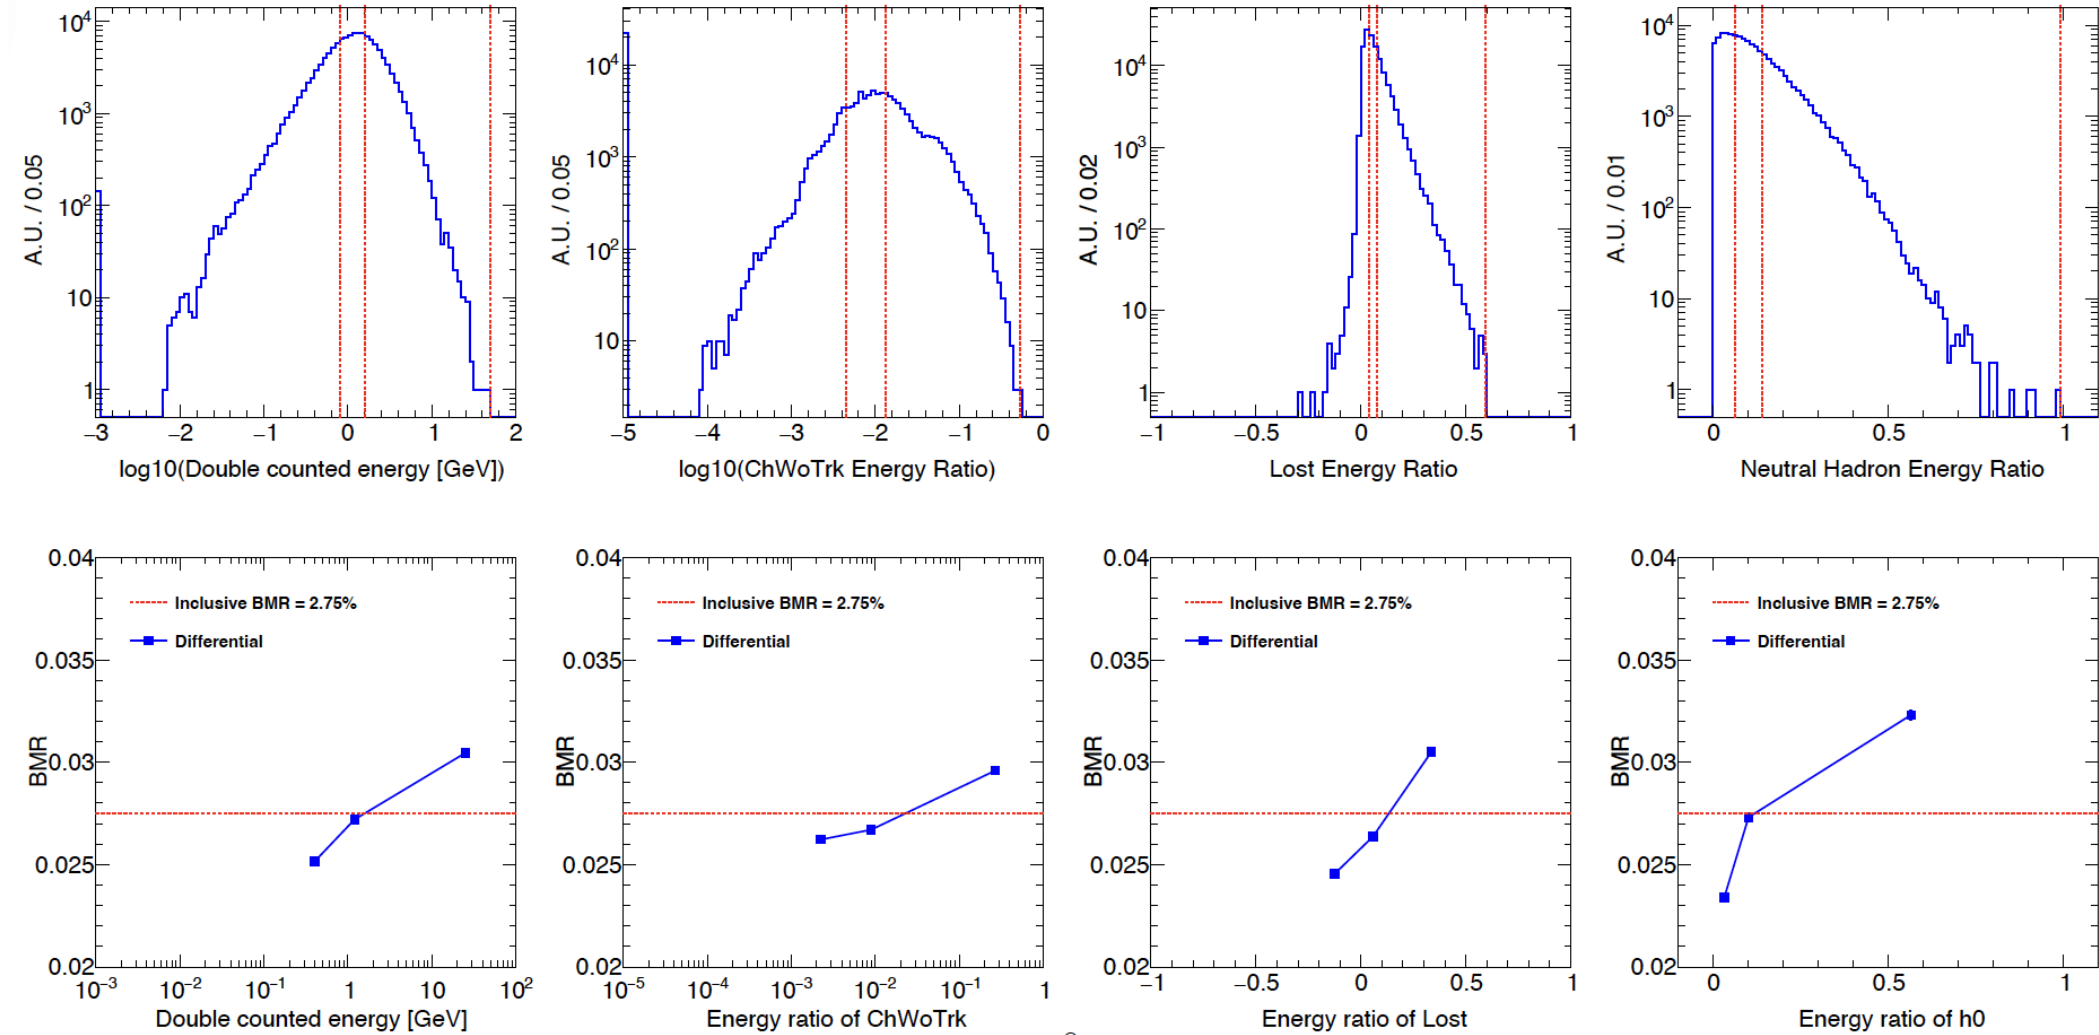 10⁴
10³
10²
10
1
A.U. / 0.05
−3 −2 −1 0 1 2
log10(Double counted energy [GeV])
10⁴
10³
10²
10
A.U. / 0.05
−5 −4 −3 −2 −1 0
log10(ChWoTrk Energy Ratio)
10⁴
10³
10²
10
1
A.U. / 0.02
−1 −0.5 0 0.5 1
Lost Energy Ratio
10⁴
10³
10²
10
1
A.U. / 0.01
0 0.5 1
Neutral Hadron Energy Ratio
0.04
0.035
0.03
0.025
0.02
BMR
Inclusive BMR = 2.75%
Differential
10⁻³ 10⁻² 10⁻¹ 1 10 10²
Double counted energy [GeV]
0.04
0.035
0.03
0.025
0.02
BMR
Inclusive BMR = 2.75%
Differential
10⁻⁵ 10⁻⁴ 10⁻³ 10⁻² 10⁻¹ 1
Energy ratio of ChWoTrk
0.04
0.035
0.03
0.025
0.02
BMR
Inclusive BMR = 2.75%
Differential
−1 −0.5 0 0.5 1
Energy ratio of Lost
0.04
0.035
0.03
0.025
0.02
BMR
Inclusive BMR = 2.75%
Differential
0 0.5 1
Energy ratio of h0